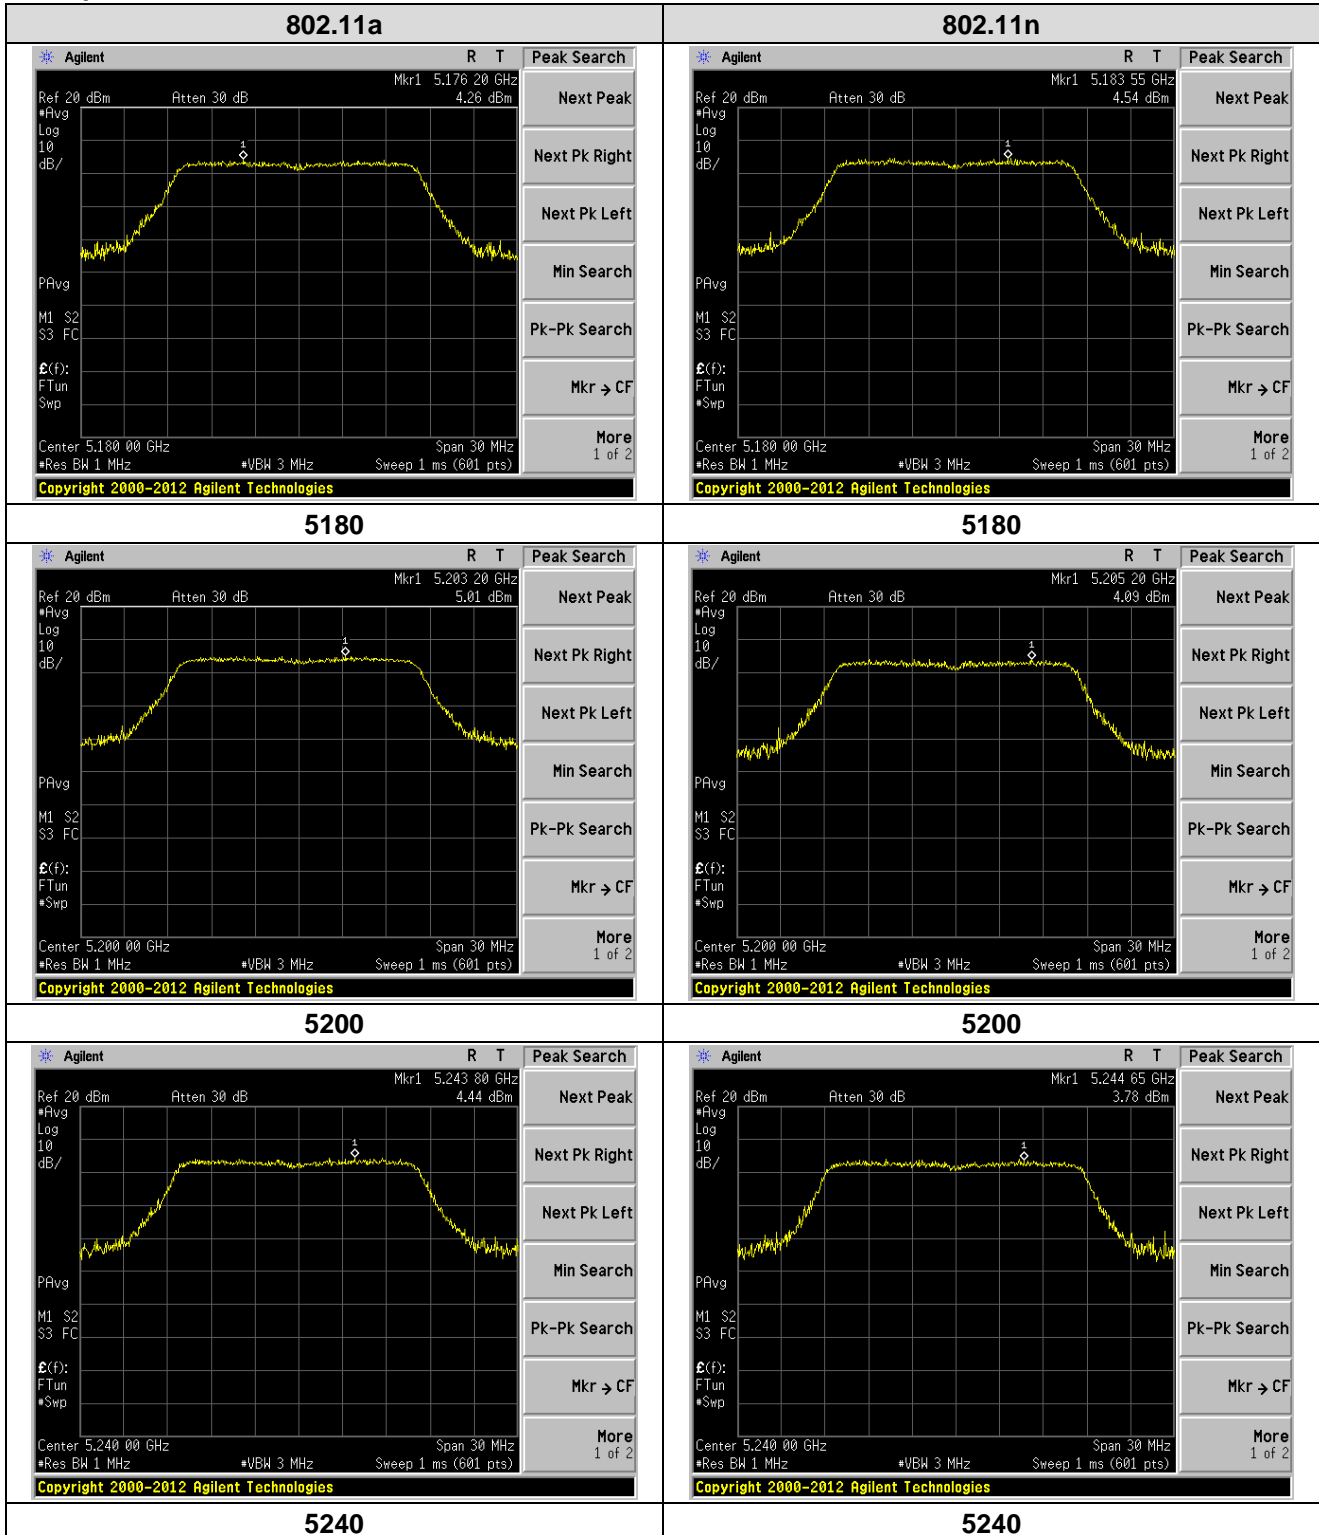 802.11a 802.11n
Agilent R T Peak Search
Mkr1 5.176 20 GHz
Ref 20 dBm Atten 30 dB 4.26 dBm
#Avg
Log
10
dB/
1
PAvg
M1 S2
S3 FC
£(f):
FTun
Swp
Center 5.180 00 GHz Span 30 MHz
#Res BW 1 MHz #VBW 3 MHz Sweep 1 ms (601 pts)
Copyright 2000-2012 Agilent Technologies
Next Peak
Next Pk Right
Next Pk Left
Min Search
Pk-Pk Search
Mkr → CF
More
1 of 2
Agilent R T Peak Search
Mkr1 5.183 55 GHz
Ref 20 dBm Atten 30 dB 4.54 dBm
#Avg
Log
10
dB/
1
PAvg
M1 S2
S3 FC
£(f):
FTun
#Swp
Center 5.180 00 GHz Span 30 MHz
#Res BW 1 MHz #VBW 3 MHz Sweep 1 ms (601 pts)
Copyright 2000-2012 Agilent Technologies
Next Peak
Next Pk Right
Next Pk Left
Min Search
Pk-Pk Search
Mkr → CF
More
1 of 2
5180 5180
Agilent R T Peak Search
Mkr1 5.203 20 GHz
Ref 20 dBm Atten 30 dB 5.01 dBm
#Avg
Log
10
dB/
1
PAvg
M1 S2
S3 FC
£(f):
FTun
#Swp
Center 5.200 00 GHz Span 30 MHz
#Res BW 1 MHz #VBW 3 MHz Sweep 1 ms (601 pts)
Copyright 2000-2012 Agilent Technologies
Next Peak
Next Pk Right
Next Pk Left
Min Search
Pk-Pk Search
Mkr → CF
More
1 of 2
Agilent R T Peak Search
Mkr1 5.205 20 GHz
Ref 20 dBm Atten 30 dB 4.09 dBm
#Avg
Log
10
dB/
1
PAvg
M1 S2
S3 FC
£(f):
FTun
#Swp
Center 5.200 00 GHz Span 30 MHz
#Res BW 1 MHz #VBW 3 MHz Sweep 1 ms (601 pts)
Copyright 2000-2012 Agilent Technologies
Next Peak
Next Pk Right
Next Pk Left
Min Search
Pk-Pk Search
Mkr → CF
More
1 of 2
5200 5200
Agilent R T Peak Search
Mkr1 5.243 80 GHz
Ref 20 dBm Atten 30 dB 4.44 dBm
#Avg
Log
10
dB/
1
PAvg
M1 S2
S3 FC
£(f):
FTun
#Swp
Center 5.240 00 GHz Span 30 MHz
#Res BW 1 MHz #VBW 3 MHz Sweep 1 ms (601 pts)
Copyright 2000-2012 Agilent Technologies
Next Peak
Next Pk Right
Next Pk Left
Min Search
Pk-Pk Search
Mkr → CF
More
1 of 2
Agilent R T Peak Search
Mkr1 5.244 65 GHz
Ref 20 dBm Atten 30 dB 3.78 dBm
#Avg
Log
10
dB/
1
PAvg
M1 S2
S3 FC
£(f):
FTun
#Swp
Center 5.240 00 GHz Span 30 MHz
#Res BW 1 MHz #VBW 3 MHz Sweep 1 ms (601 pts)
Copyright 2000-2012 Agilent Technologies
Next Peak
Next Pk Right
Next Pk Left
Min Search
Pk-Pk Search
Mkr → CF
More
1 of 2
5240 5240